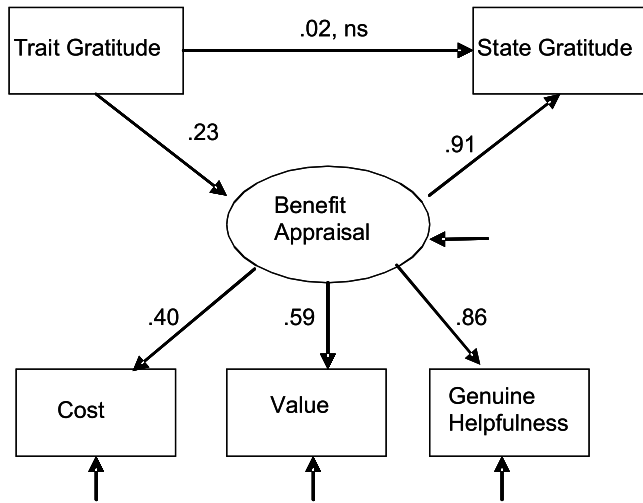 Trait Gratitude
.02, ns
State Gratitude
.23
.91
Benefit
Appraisal
.40
.59
.86
Cost
Value
Genuine
Helpfulness